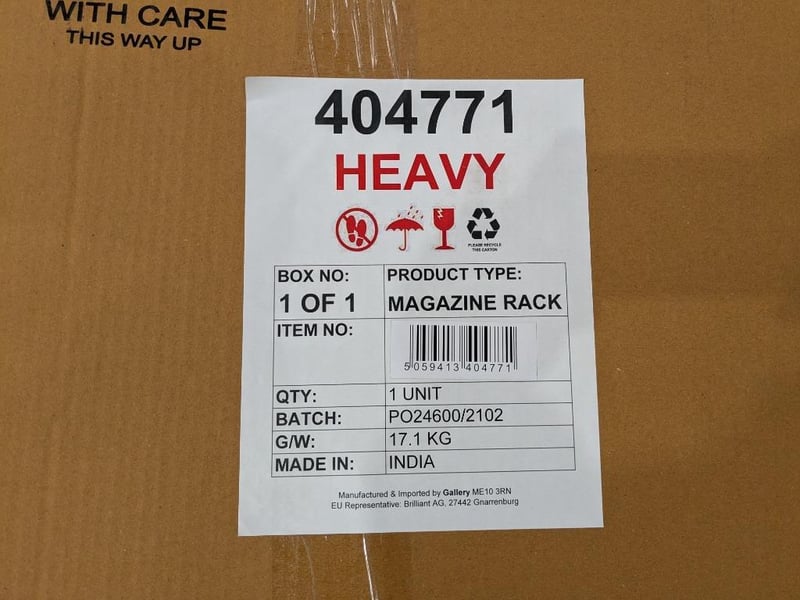 WITH CARE
THIS WAY UP
404771
HEAVY
PLEASE RECYCLE
THIS CARTON
BOX NO: PRODUCT TYPE:
1 OF 1 MAGAZINE RACK
ITEM NO:
5 059413 404771
QTY: 1 UNIT
BATCH: PO24600/2102
G/W: 17.1 KG
MADE IN: INDIA
Manufactured & Imported by Gallery ME10 3RN
EU Representative: Brilliant AG, 27442 Gnarrenburg